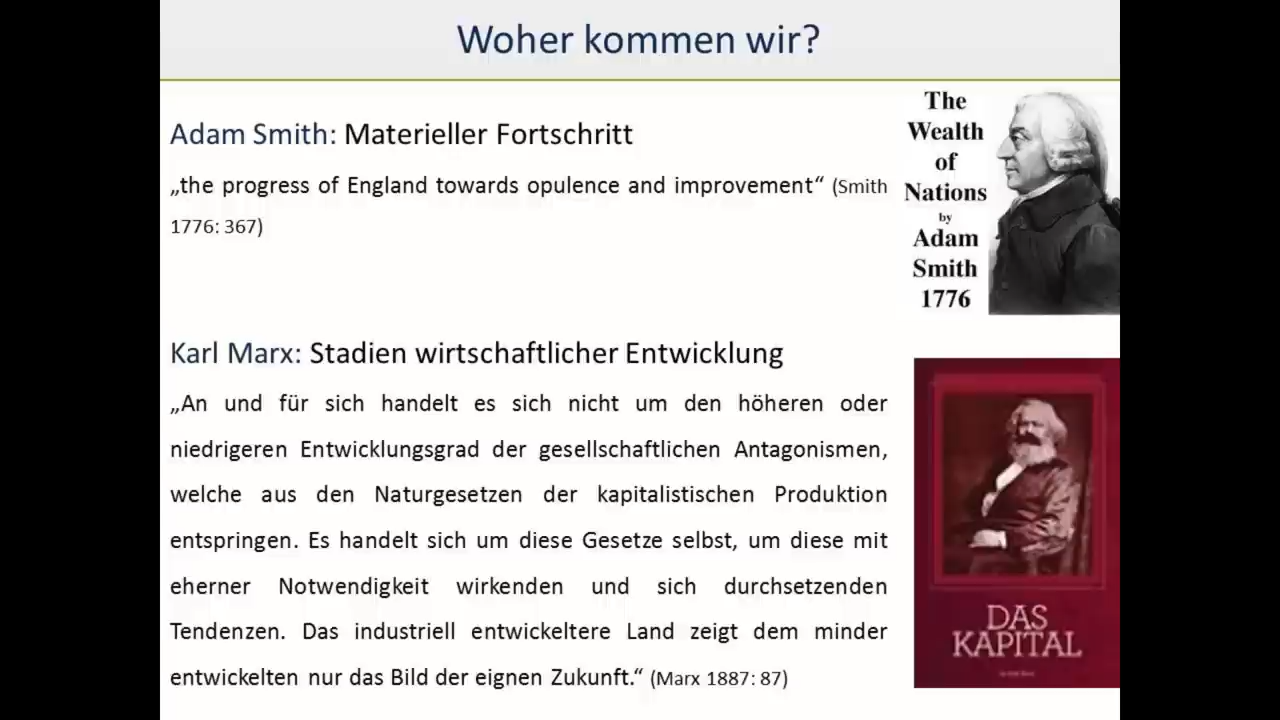 Woher kommen wir?
Adam Smith: Materieller Fortschritt
„the progress of England towards opulence and improvement“ (Smith
1776: 367)
The
Wealth
of
Nations
by
Adam
Smith
1776
Karl Marx: Stadien wirtschaftlicher Entwicklung
„An und für sich handelt es sich nicht um den höheren oder
niedrigeren Entwicklungsgrad der gesellschaftlichen Antagonismen,
welche aus den Naturgesetzen der kapitalistischen Produktion
entspringen. Es handelt sich um diese Gesetze selbst, um diese mit
eherner Notwendigkeit wirkenden und sich durchsetzenden
Tendenzen. Das industriell entwickeltere Land zeigt dem minder
entwickelten nur das Bild der eignen Zukunft.“ (Marx 1887: 87)
DAS
KAPITAL